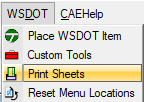 WSDOT CAEHelp
Place WSDOT Item
Custom Tools
Print Sheets
Reset Menu Locations